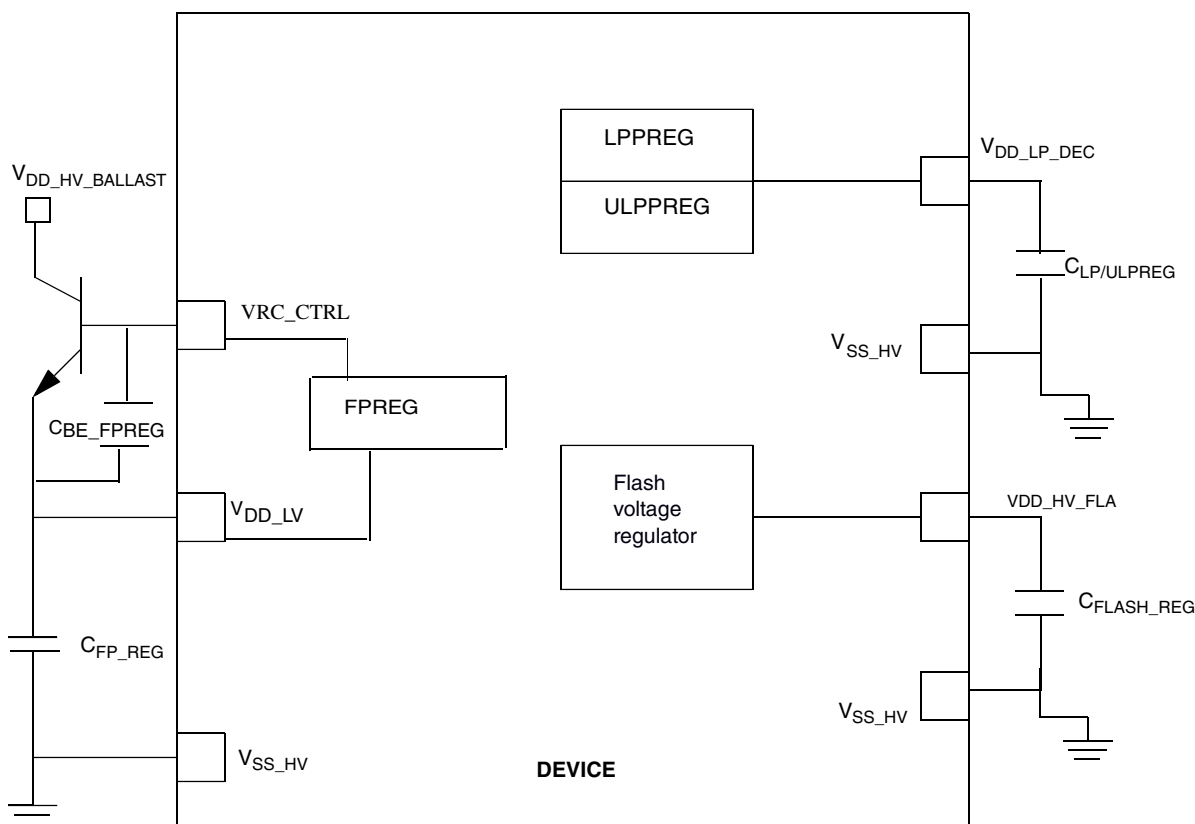 LPPREG
ULPPREG
VDD_LP_DEC
VDD_HV_BALLAST
CLP/ULPREG
VRC_CTRL
VSS_HV
FPREG
CBE_FPREG
Flash
voltage
regulator
VDD_LV
VDD_HV_FLA
CFLASH_REG
CFP_REG
VSS_HV
VSS_HV
DEVICE